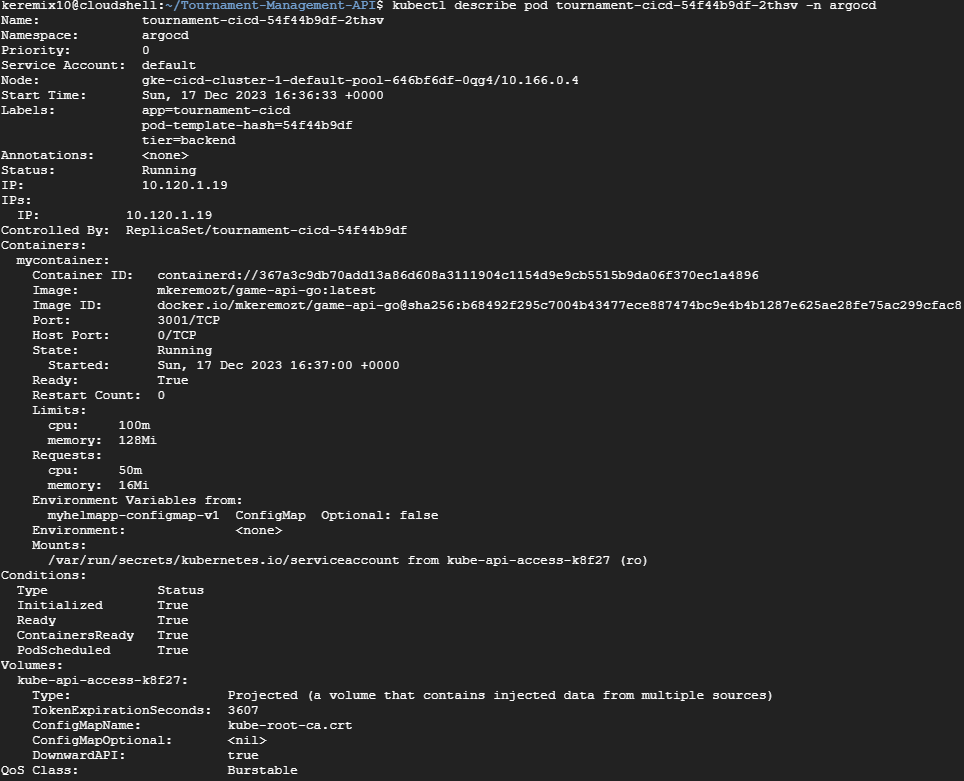 keremix10@cloudshell:~/Tournament-Management-API$ kubectl describe pod tournament-cicd-54f44b9df-2thsv -n argocd
Name:             tournament-cicd-54f44b9df-2thsv
Namespace:        argocd
Priority:         0
Service Account:  default
Node:             gke-cicd-cluster-1-default-pool-646bf6df-0qg4/10.166.0.4
Start Time:       Sun, 17 Dec 2023 16:36:33 +0000
Labels:           app=tournament-cicd
                  pod-template-hash=54f44b9df
                  tier=backend
Annotations:      <none>
Status:           Running
IP:               10.120.1.19
IPs:
  IP:           10.120.1.19
Controlled By:  ReplicaSet/tournament-cicd-54f44b9df
Containers:
  mycontainer:
    Container ID:   containerd://367a3c9db70add13a86d608a3111904c1154d9e9cb5515b9da06f370ec1a4896
    Image:          mkeremozt/game-api-go:latest
    Image ID:       docker.io/mkeremozt/game-api-go@sha256:b68492f295c7004b43477ece887474bc9e4b4b1287e625ae28fe75ac299cfac8
    Port:           3001/TCP
    Host Port:      0/TCP
    State:          Running
      Started:      Sun, 17 Dec 2023 16:37:00 +0000
    Ready:          True
    Restart Count:  0
    Limits:
      cpu:     100m
      memory:  128Mi
    Requests:
      cpu:     50m
      memory:  16Mi
    Environment Variables from:
      myhelmapp-configmap-v1  ConfigMap  Optional: false
    Environment:              <none>
    Mounts:
      /var/run/secrets/kubernetes.io/serviceaccount from kube-api-access-k8f27 (ro)
Conditions:
  Type              Status
  Initialized       True
  Ready             True
  ContainersReady   True
  PodScheduled      True
Volumes:
  kube-api-access-k8f27:
    Type:                    Projected (a volume that contains injected data from multiple sources)
    TokenExpirationSeconds:  3607
    ConfigMapName:           kube-root-ca.crt
    ConfigMapOptional:       <nil>
    DownwardAPI:             true
QoS Class:                   Burstable